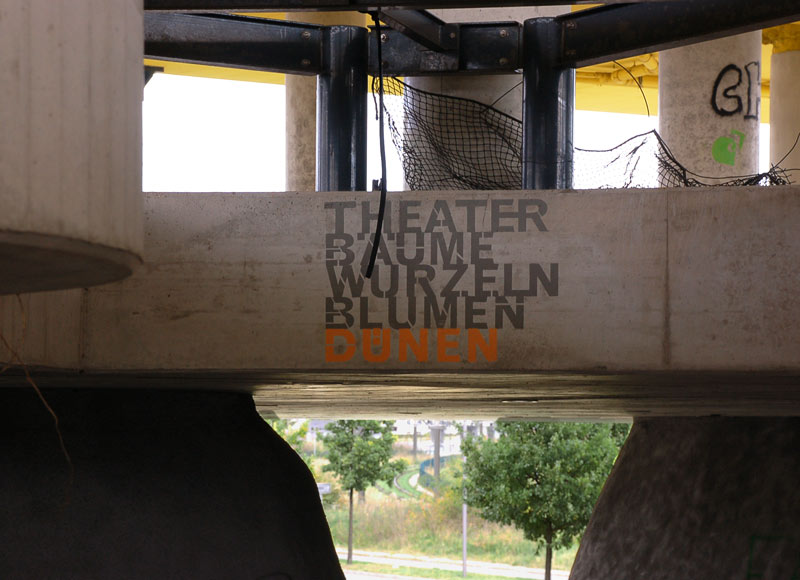 THEATER
BÄUME
WURZELN
BLUMEN
DÜNEN